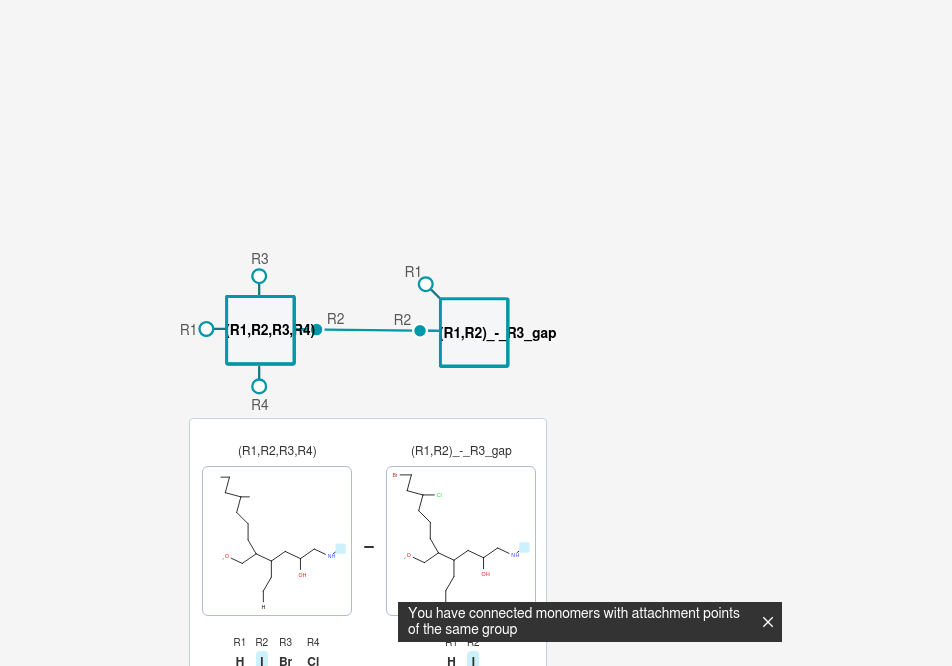 R3
R1
R1
(R1,R2,R3,R4)
R2
R2
(R1,R2)_-_R3_gap
R4
(R1,R2,R3,R4)
(R1,R2)_-_R3_gap
Br
Cl
O
NH
OH
H
O
NH
OH
You have connected monomers with attachment points
of the same group
R1 R2 R3 R4
H I Br Cl
R1 R2
H I